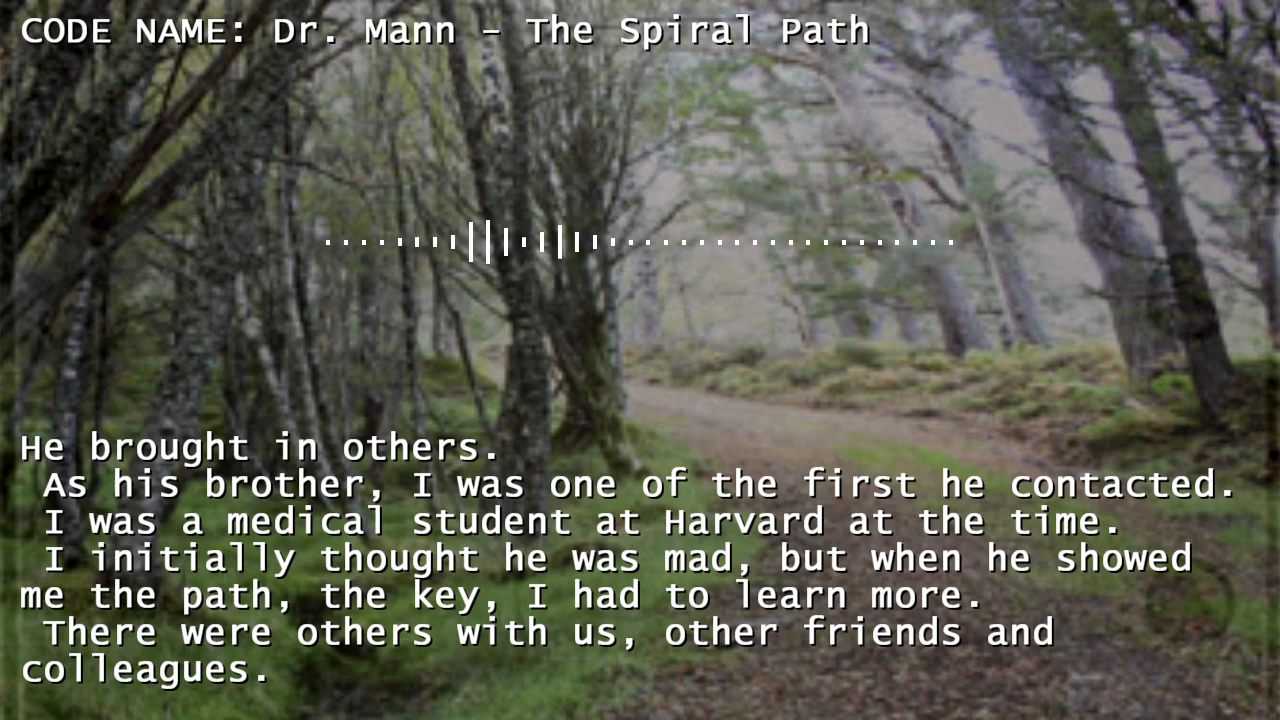 CODE NAME: Dr. Mann – The Spiral Path
He brought in others.
As his brother, I was one of the first he contacted.
I was a medical student at Harvard at the time.
I initially thought he was mad, but when he showed
me the path, the key, I had to learn more.
There were others with us, other friends and
colleagues.